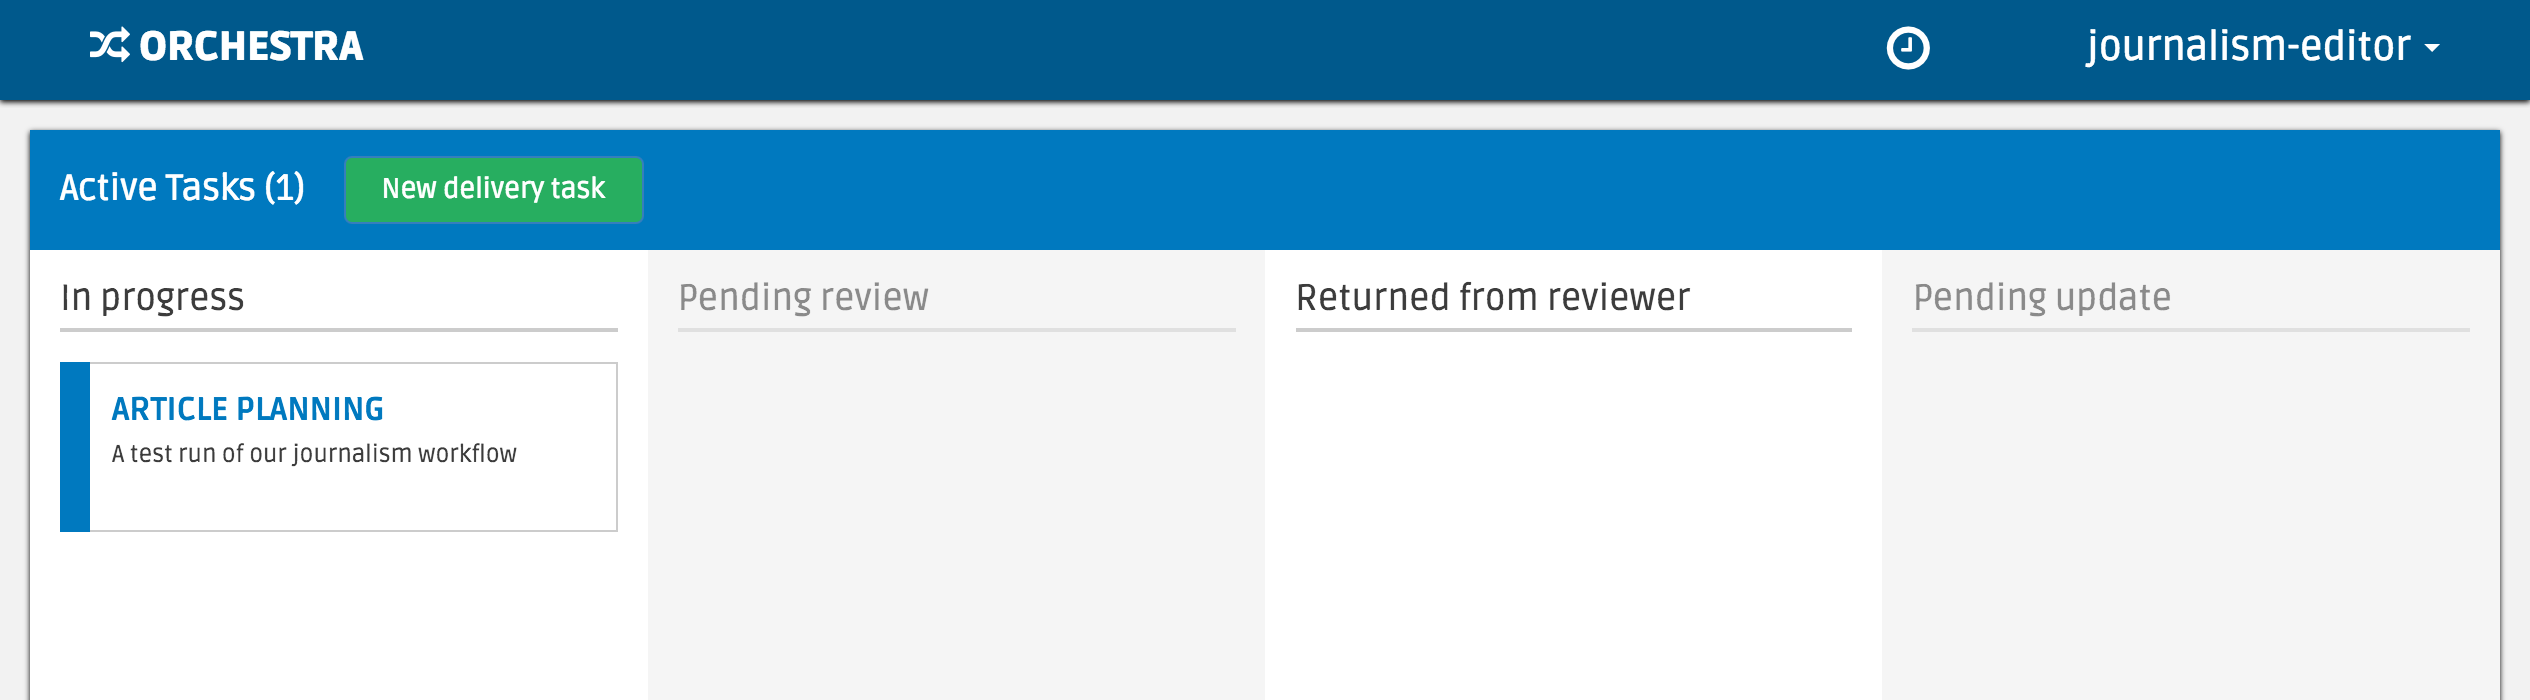 ORCHESTRA
journalism-editor
Active Tasks (1)
New delivery task
In progress
Pending review
Returned from reviewer
Pending update
ARTICLE PLANNING
A test run of our journalism workflow